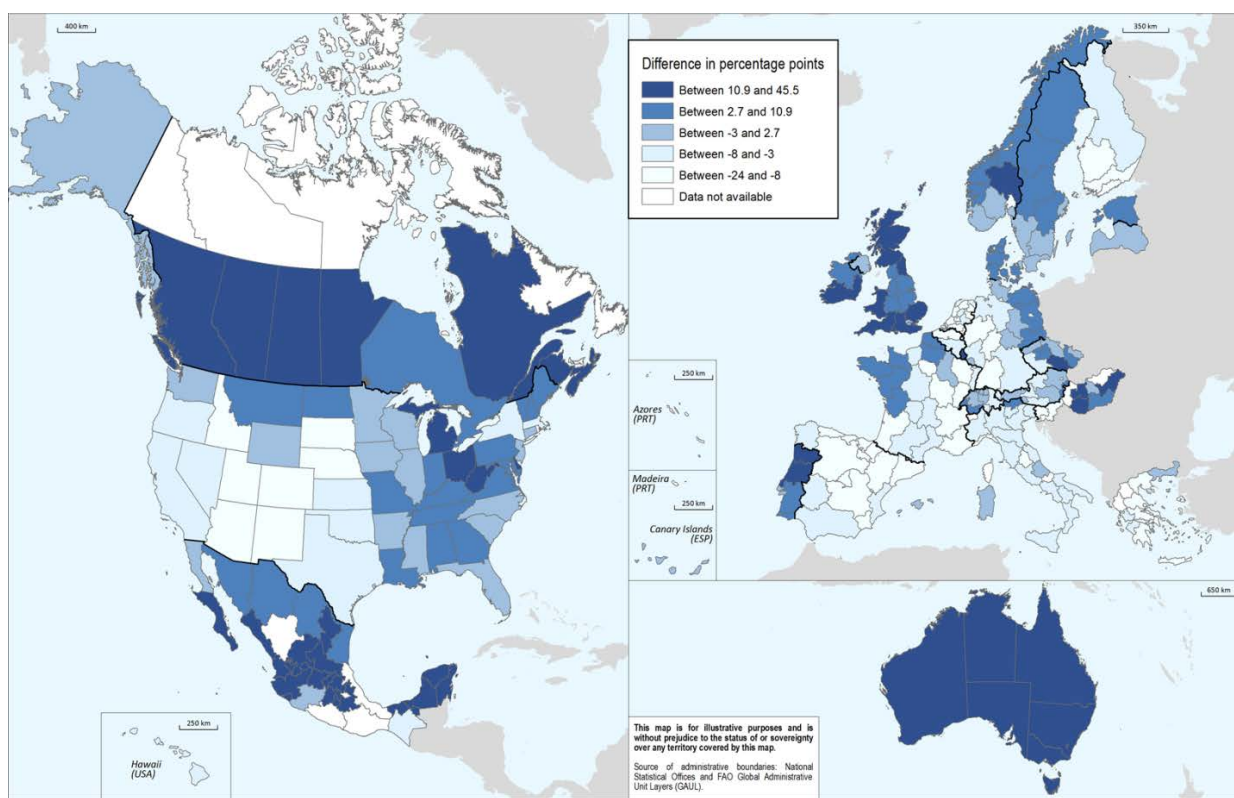 400 km
350 km
Difference in percentage points
Between 10.9 and 45.5
Between 2.7 and 10.9
Between -3 and 2.7
Between -8 and -3
Between -24 and -8
Data not available
250 km
Azores
(PRT)
Madeira
(PRT)
250 km
Canary Islands
(ESP)
650 km
250 km
Hawaii
(USA)
This map is for illustrative purposes and is
without prejudice to the status of or sovereignty
over any territory covered by this map.
Source of administrative boundaries: National
Statistical Offices and FAO Global Administrative
Unit Layers (GAUL).